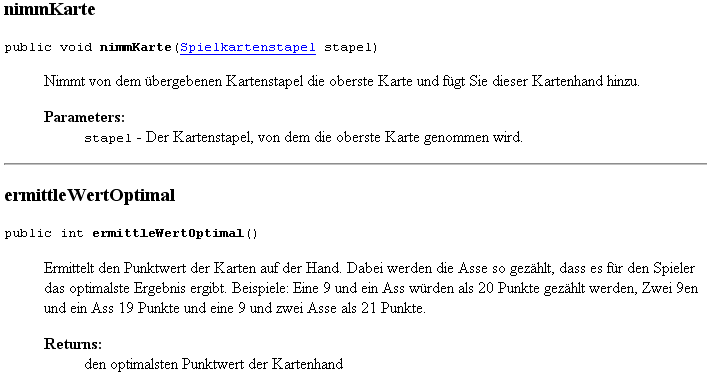 nimmKarte
public void nimmKarte(Spielkartenstapel stapel)
Nimmt von dem übergebenen Kartenstapel die oberste Karte und fügt Sie dieser Kartenhand hinzu.
Parameters:
stapel - Der Kartenstapel, von dem die oberste Karte genommen wird.
ermittleWertOptimal
public int ermittleWertOptimal()
Ermittelt den Punktwert der Karten auf der Hand. Dabei werden die Asse so gezählt, dass es für den Spieler
das optimalste Ergebnis ergibt. Beispiele: Eine 9 und ein Ass würden als 20 Punkte gezählt werden, Zwei 9en
und ein Ass 19 Punkte und eine 9 und zwei Asse als 21 Punkte.
Returns:
den optimalsten Punktwert der Kartenhand